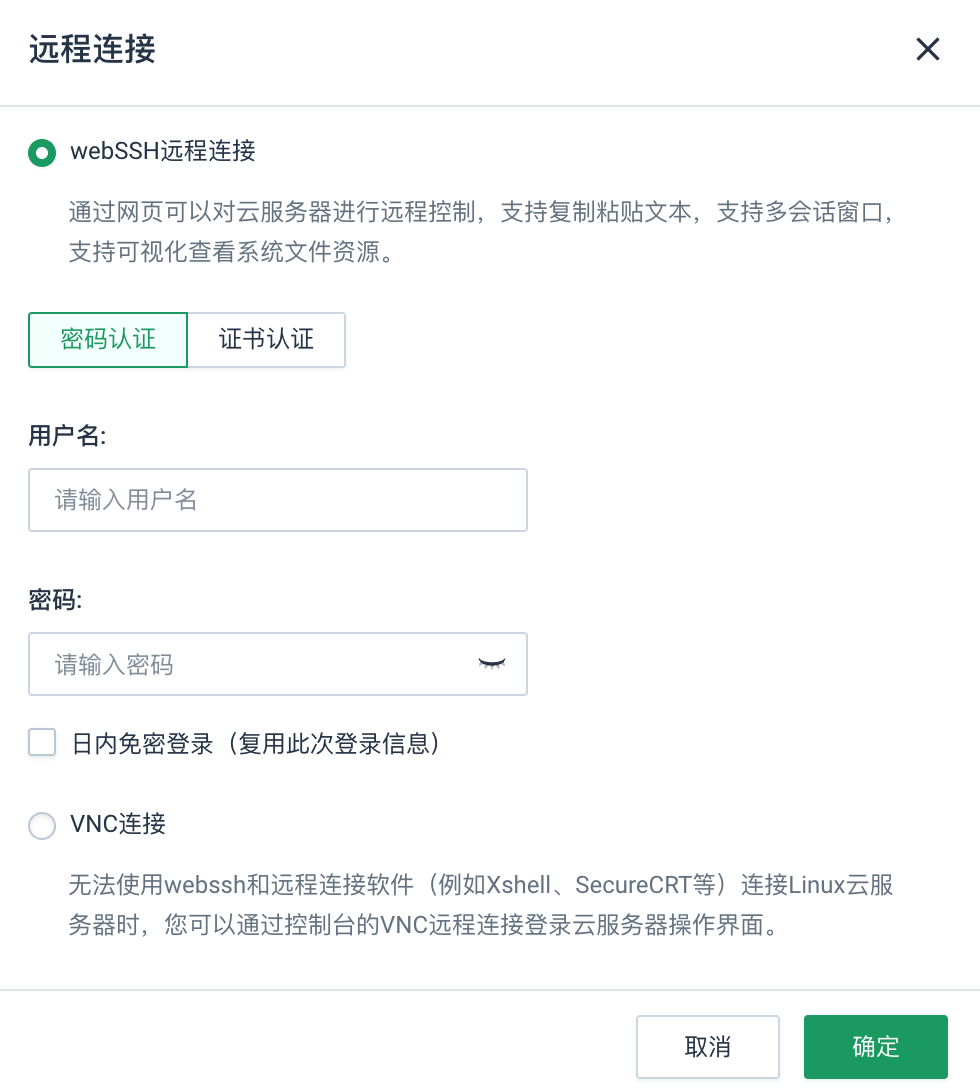 远程连接
webSSH远程连接
通过网页可以对云服务器进行远程控制，支持复制粘贴文本，支持多会话窗口，
支持可视化查看系统文件资源。
密码认证 证书认证
用户名:
请输入用户名
密码:
请输入密码
日内免密登录（复用此次登录信息）
VNC连接
无法使用webssh和远程连接软件（例如Xshell、SecureCRT等）连接Linux云服
务器时，您可以通过控制台的VNC远程连接登录云服务器操作界面。
取消 确定